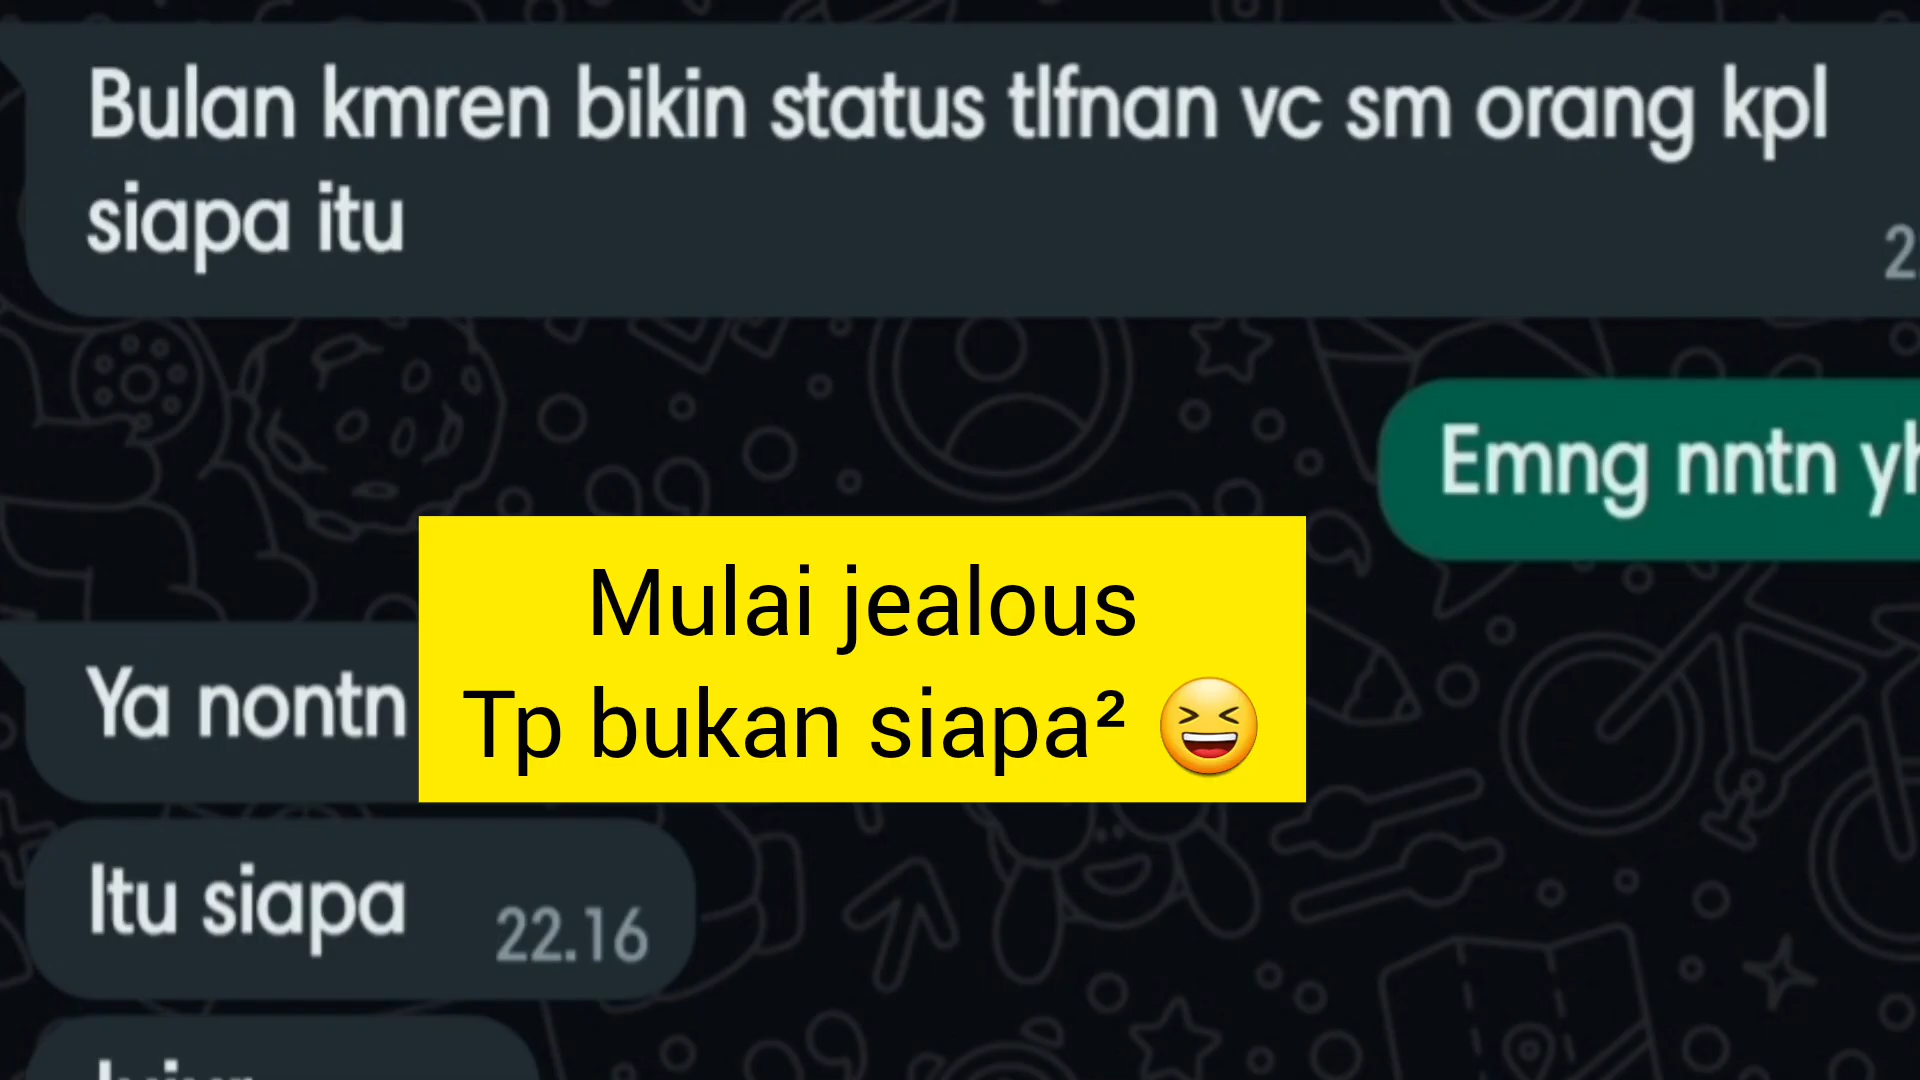 Bulan kmren bikin status tlfnan vc sm orang kpl
siapa itu
Emng nntn
Mulai jealous
Tp bukan siapa² 😆
Ya nontn
Itu siapa
22.16